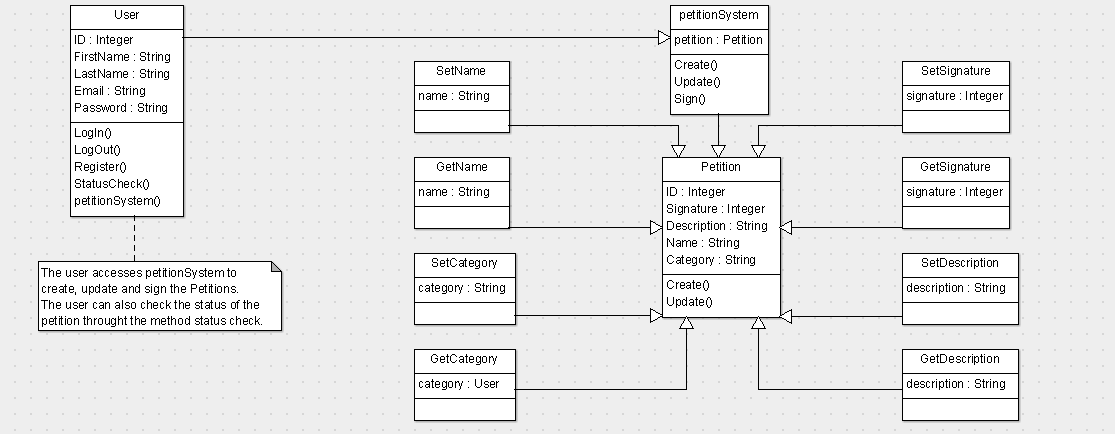 User
ID : Integer
FirstName : String
LastName : String
Email : String
Password : String
LogIn()
LogOut()
Register()
StatusCheck()
petitionSystem()
The user accesses petitionSystem to
create, update and sign the Petitions.
The user can also check the status of the
petition throught the method status check.
petitionSystem
petition : Petition
Create()
Update()
Sign()
SetName
name : String
GetName
name : String
SetCategory
category : String
GetCategory
category : User
Petition
ID : Integer
Signature : Integer
Description : String
Name : String
Category : String
Create()
Update()
SetSignature
signature : Integer
GetSignature
signature : Integer
SetDescription
description : String
GetDescription
description : String